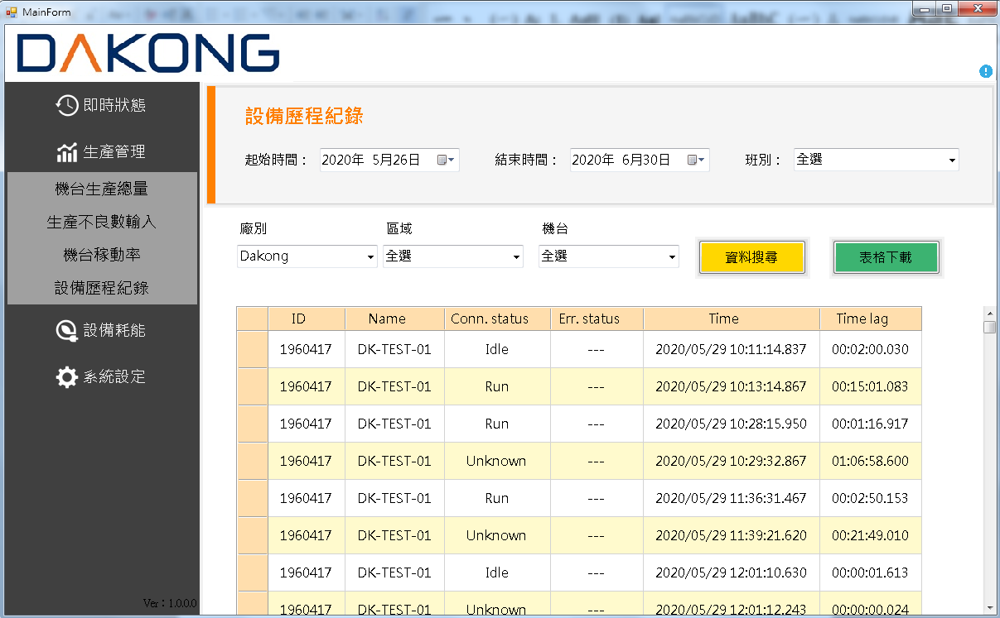 MainForm
DAKONG
即時狀態
生產管理
機台生產總量
生產不良數輸入
機台稼動率
設備歷程紀錄
設備耗能
系統設定
Ver：1.0.0.0
設備歷程紀錄
起始時間： 2020年 5月26日 結束時間： 2020年 6月30日 班別： 全選
廠別 區域 機台
Dakong 全選 全選 資料搜尋 表格下載
ID Name Conn. status Err. status Time Time lag
1960417 DK-TEST-01 Idle --- 2020/05/29 10:11:14.837 00:02:00.030
1960417 DK-TEST-01 Run --- 2020/05/29 10:13:14.867 00:15:01.083
1960417 DK-TEST-01 Run --- 2020/05/29 10:28:15.950 00:01:16.917
1960417 DK-TEST-01 Unknown --- 2020/05/29 10:29:32.867 01:06:58.600
1960417 DK-TEST-01 Run --- 2020/05/29 11:36:31.467 00:02:50.153
1960417 DK-TEST-01 Unknown --- 2020/05/29 11:39:21.620 00:21:49.010
1960417 DK-TEST-01 Idle --- 2020/05/29 12:01:10.630 00:00:01.613
1960417 DK-TEST-01 Unknown --- 2020/05/29 12:01:12.243 00:00:00.024